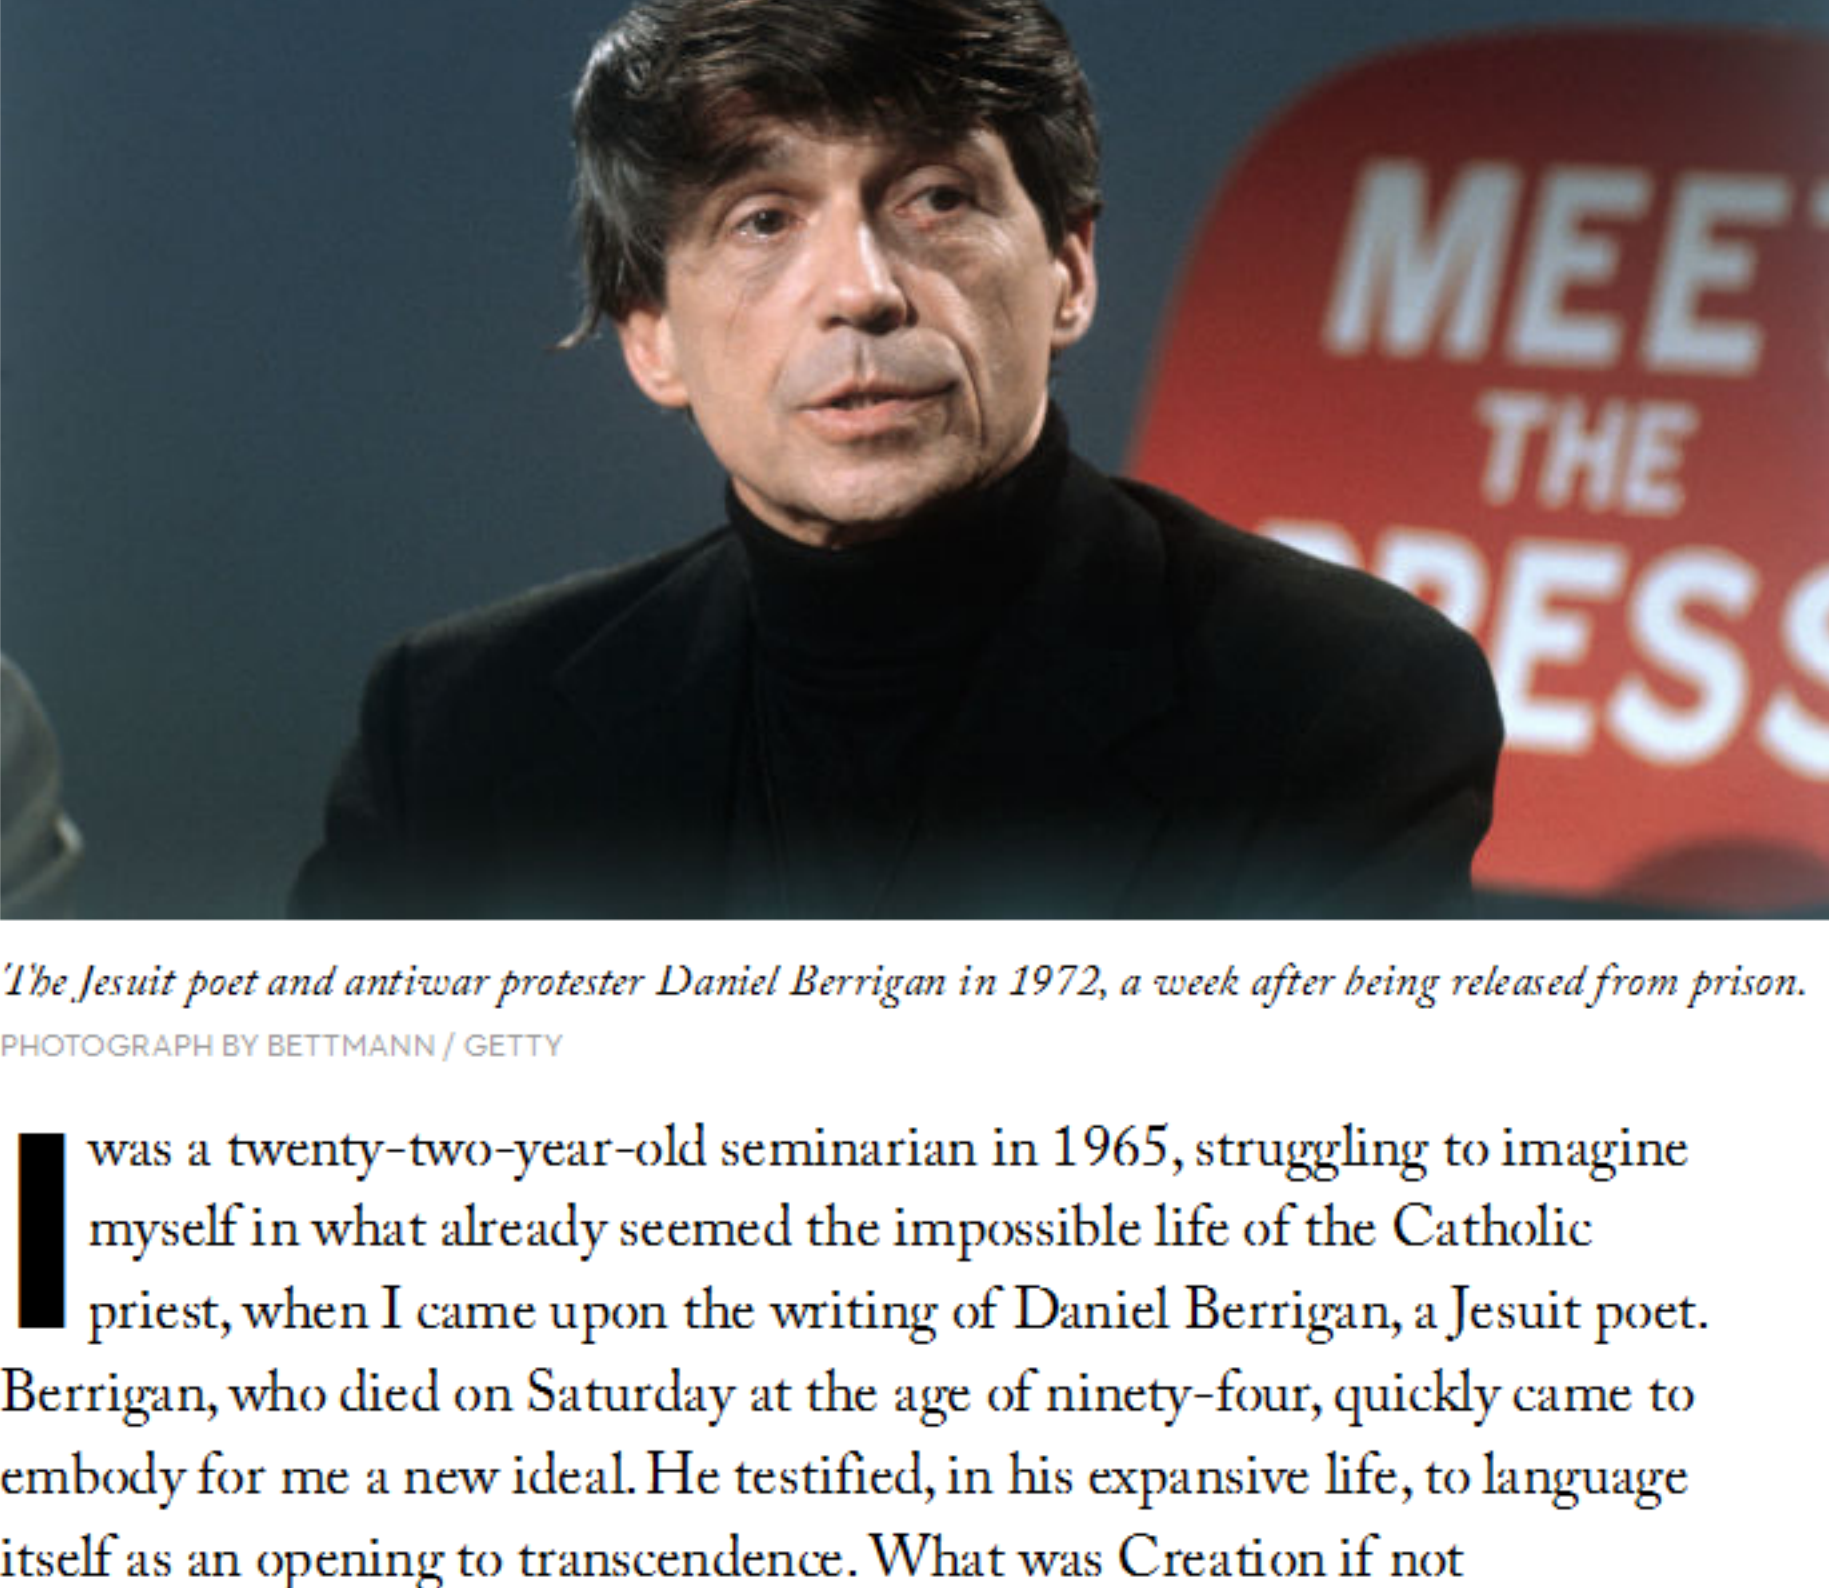 MEET
THE
PRESS
The Jesuit poet and antiwar protester Daniel Berrigan in 1972, a week after being released from prison.
PHOTOGRAPH BY BETTMANN / GETTY
I was a twenty-two-year-old seminarian in 1965, struggling to imagine
myself in what already seemed the impossible life of the Catholic
priest, when I came upon the writing of Daniel Berrigan, a Jesuit poet.
Berrigan, who died on Saturday at the age of ninety-four, quickly came to
embody for me a new ideal. He testified, in his expansive life, to language
itself as an opening to transcendence. What was Creation if not